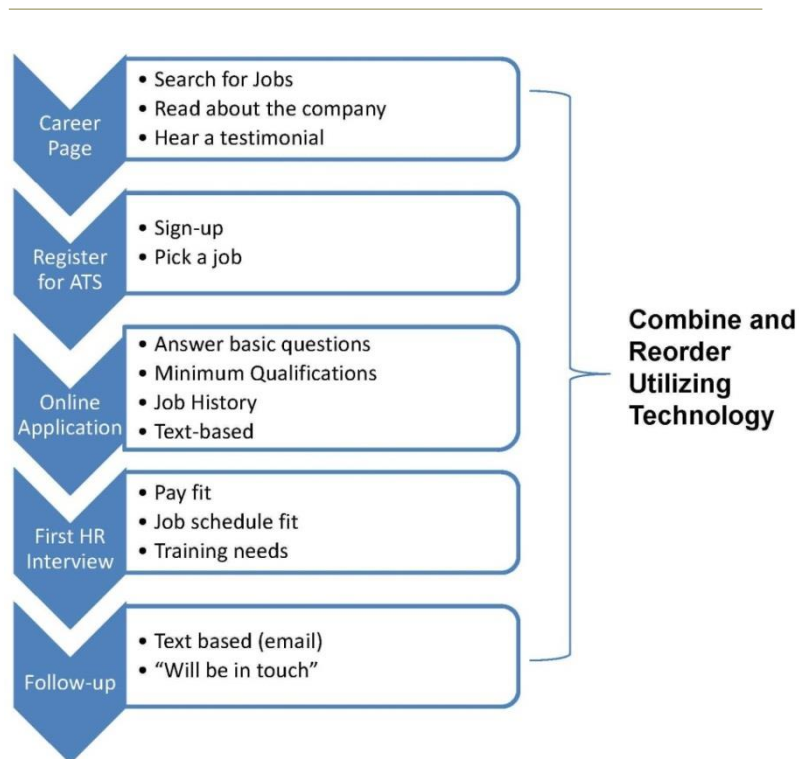 Career
Page
• Search for Jobs
• Read about the company
• Hear a testimonial
Register
for ATS
• Sign-up
• Pick a job
Online
Application
• Answer basic questions
• Minimum Qualifications
• Job History
• Text-based
First HR
Interview
• Pay fit
• Job schedule fit
• Training needs
Follow-up
• Text based (email)
• “Will be in touch”
Combine and
Reorder
Utilizing
Technology